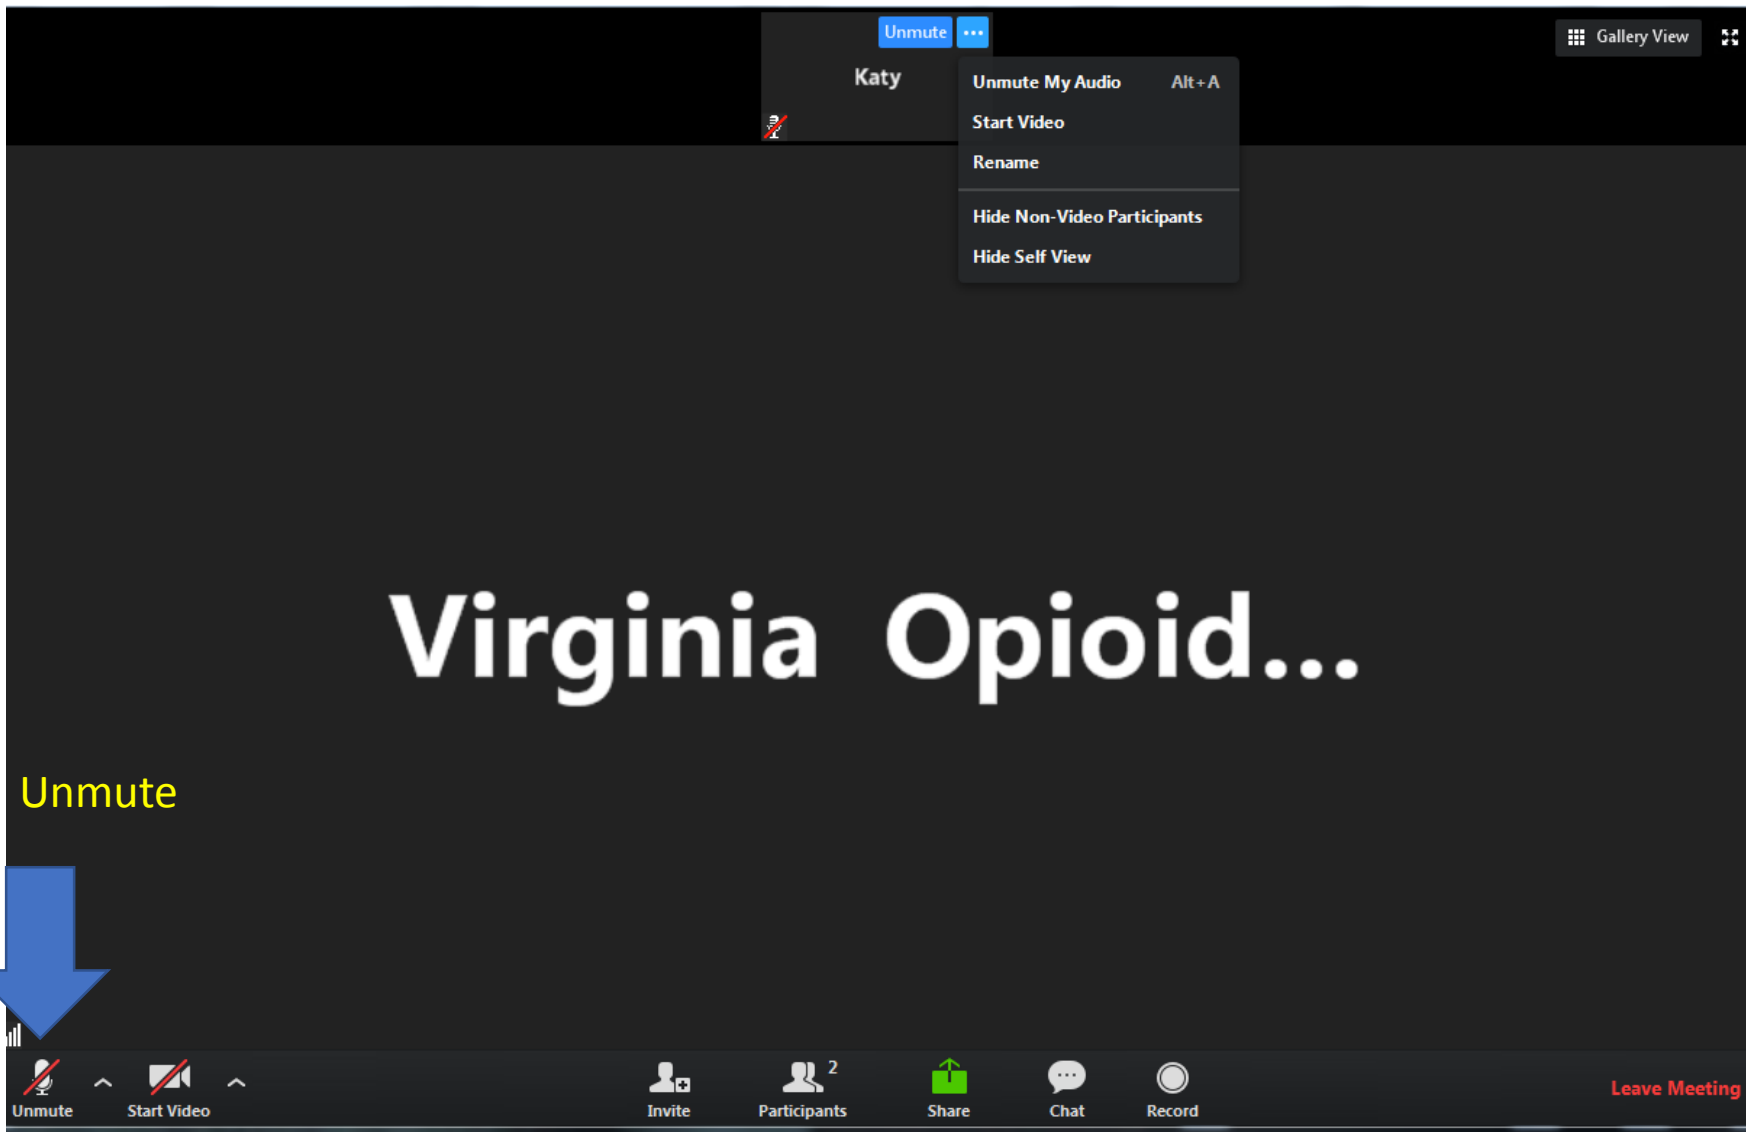 Unmute
Gallery View
Katy
Unmute My Audio Alt+A
Start Video
Rename
Hide Non-Video Participants
Hide Self View
Virginia Opioid...
Unmute
2
Unmute
Start Video
Invite
Participants
Share
Chat
Record
Leave Meeting